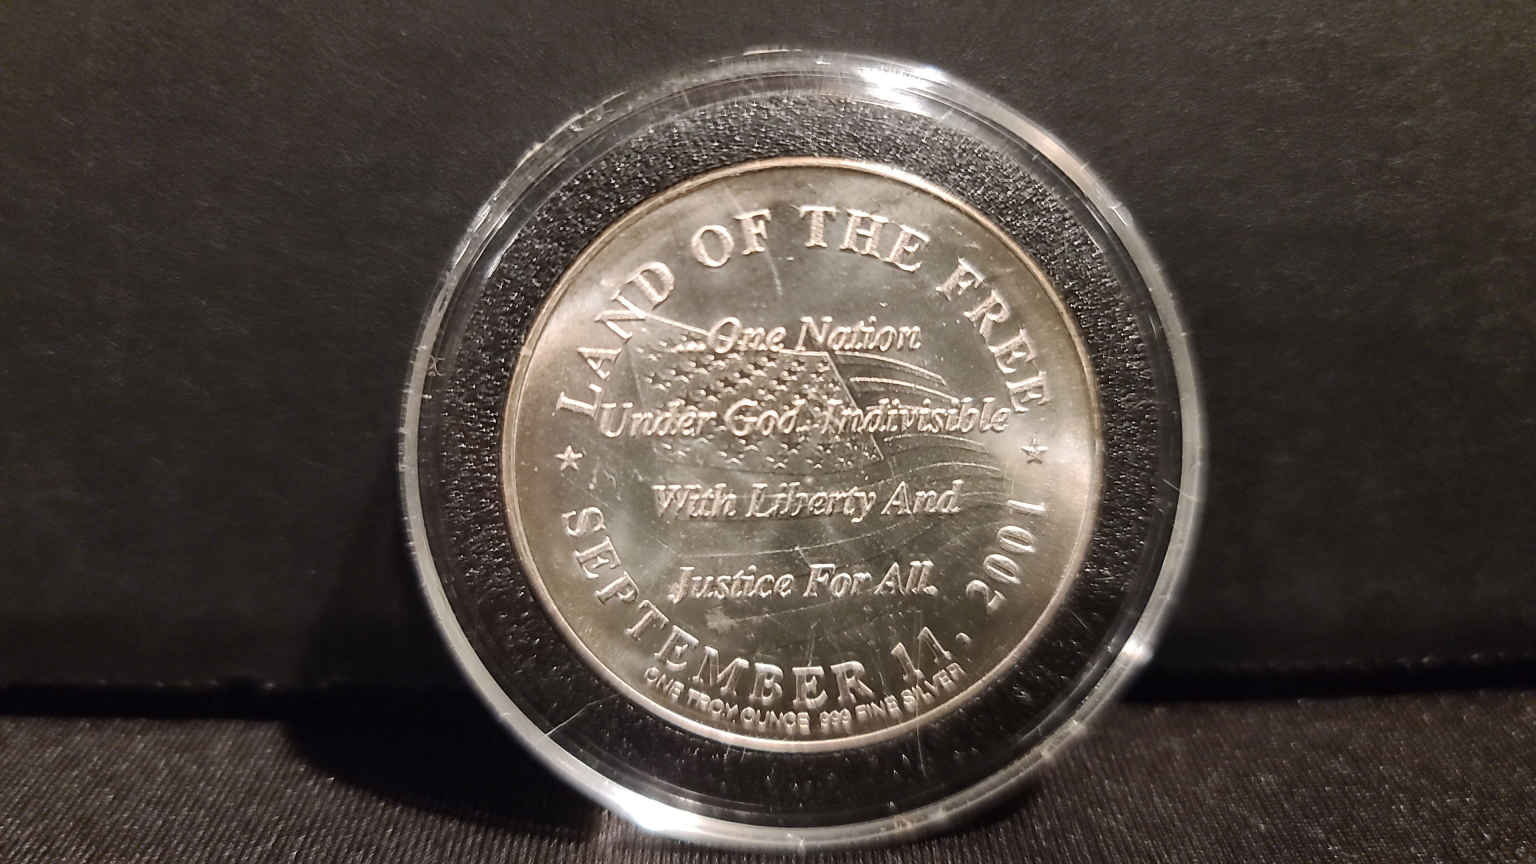 LAND OF THE FREE
One Nation
Under God. Indivisible
With Liberty And
Justice For All.
SEPTEMBER 11, 2001
ONE TROY OUNCE 999 FINE SILVER